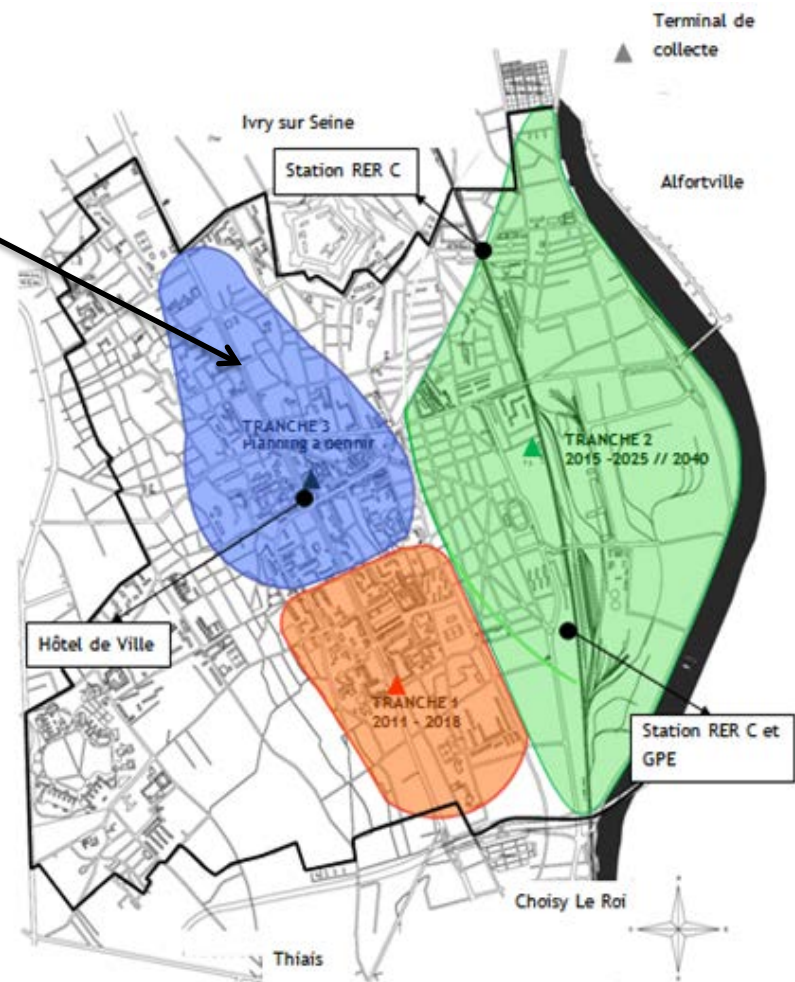 Terminal de
collecte
Ivry sur Seine
Station RER C
Alfortville
TRANCHE 3
Planning à définir
TRANCHE 2
2015 -2025 // 2040
Hôtel de Ville
TRANCHE 1
2011 - 2018
Station RER C et
GPE
Choisy Le Roi
Thiais